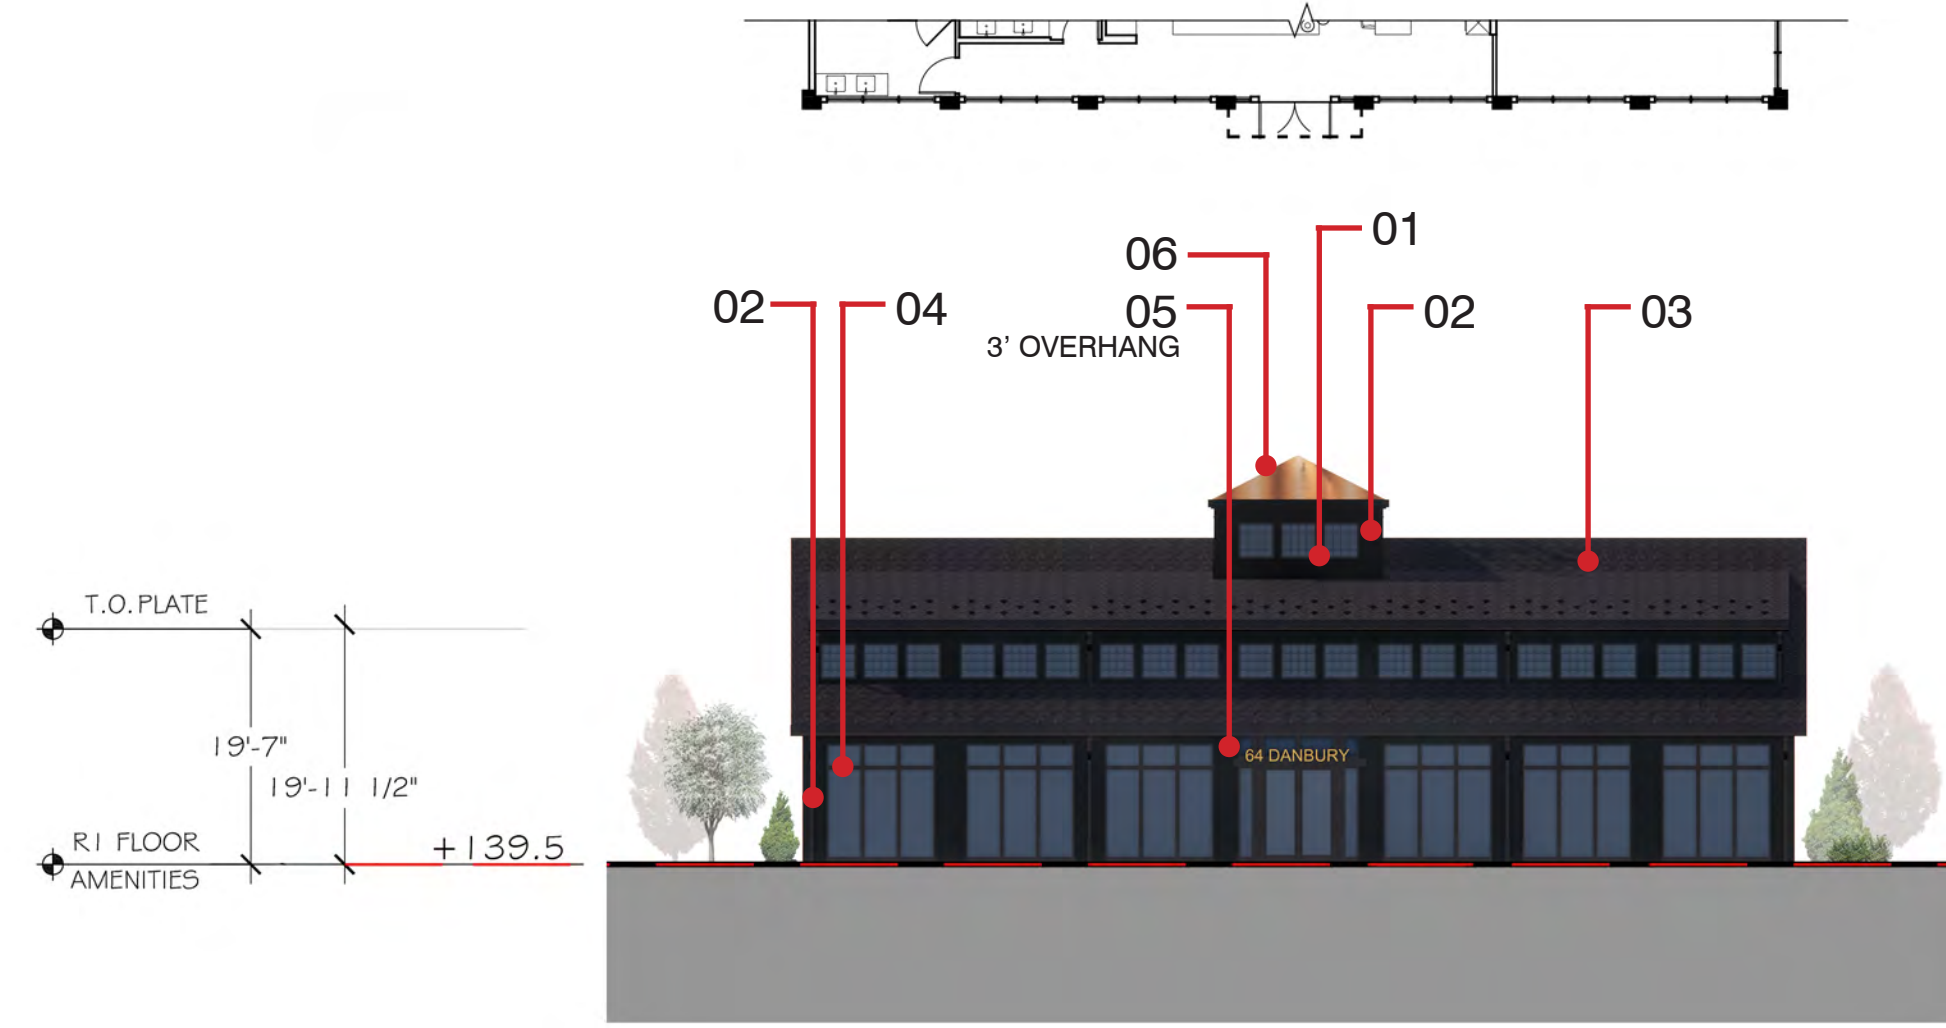 01
06
02
04
05
02
03
3’ OVERHANG
T.O. PLATE
19'-7"
64 DANBURY
19'-11 1/2"
R1 FLOOR
+139.5
AMENITIES